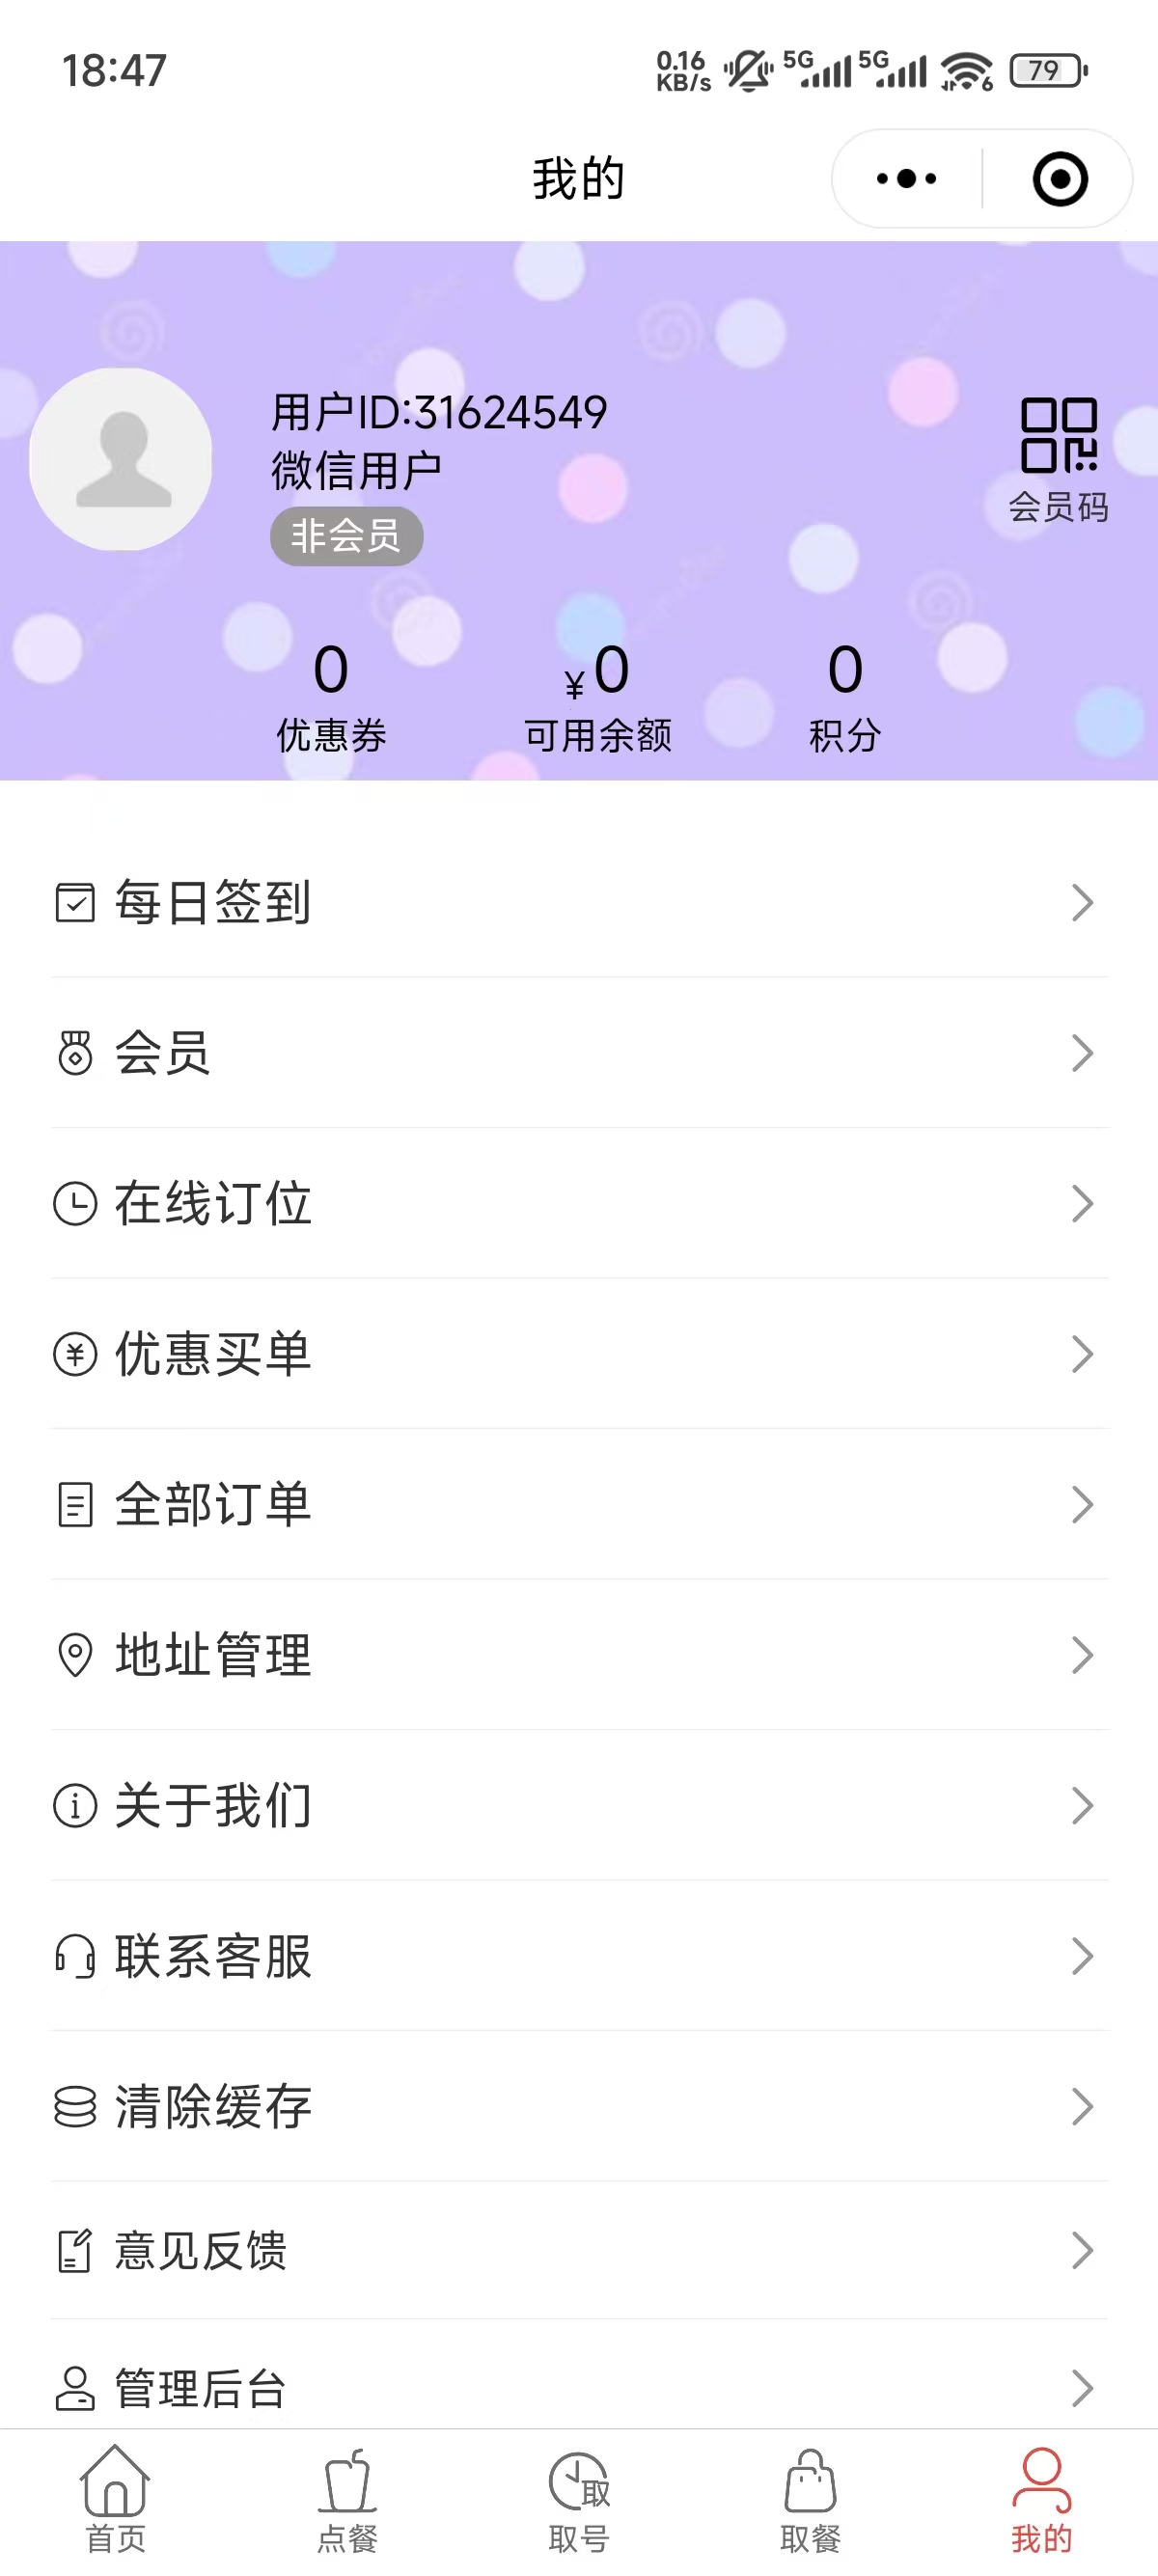 18:47
0.16
KB/s
5G
5G
6
79
我的
用户ID:31624549
微信用户
非会员
会员码
0
¥0
0
优惠券
可用余额
积分
每日签到
会员
在线订位
优惠买单
全部订单
地址管理
关于我们
联系客服
清除缓存
意见反馈
管理后台
取
首页
点餐
取号
取餐
我的